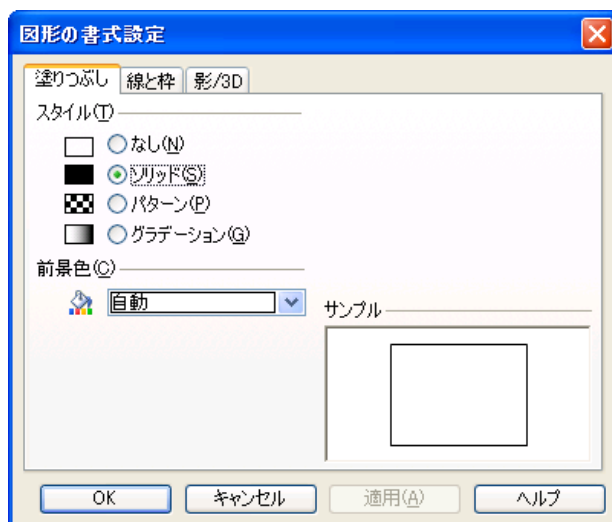 図形の書式設定
塗りつぶし 線と枠 影/3D
スタイル(T)
なし(N)
ソリッド(S)
パターン(P)
グラデーション(G)
前景色(C)
自動
サンプル
OK キャンセル 適用(A) ヘルプ